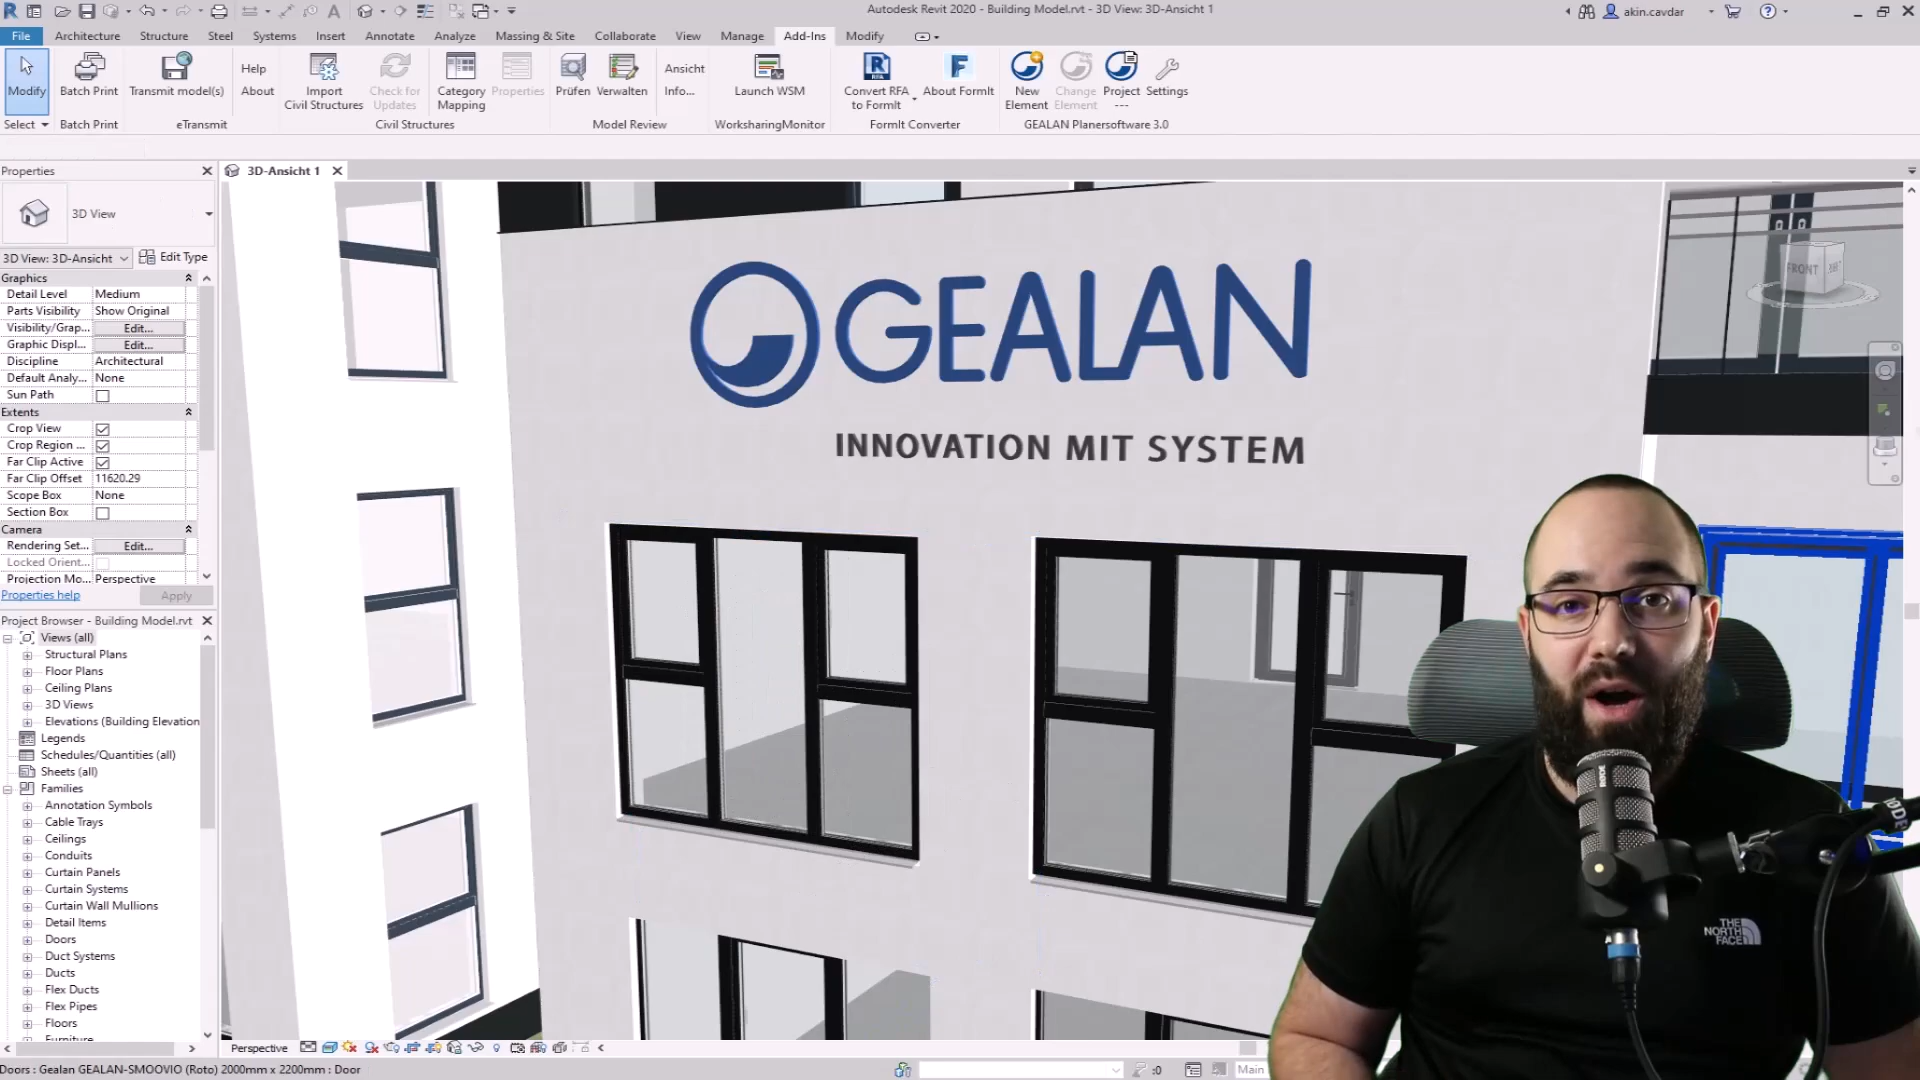 Autodesk Revit 2020 - Building Model.rvt - 3D View: 3D-Ansicht 1
akin.cavdar
File
Architecture
Structure
Steel
Systems
Insert
Annotate
Analyze
Massing & Site
Collaborate
View
Manage
Add-Ins
Modify
Modify
Batch Print
Transmit model(s)
Help
About
Import
Civil Structures
Check for
Updates
Category
Mapping
Properties
Prüfen
Verwalten
Ansicht
Info...
Launch WSM
Convert RFA
to FormIt
About FormIt
New
Element
Change
Element
Project
---
Settings
Select
Batch Print
eTransmit
Civil Structures
Model Review
WorksharingMonitor
FormIt Converter
GEALAN Planersoftware 3.0
Properties
3D-Ansicht 1
3D View
3D View: 3D-Ansicht
Edit Type
Graphics
Detail Level Medium
Parts Visibility Show Original
Visibility/Grap... Edit...
Graphic Displ... Edit...
Discipline Architectural
Default Analy... None
Sun Path
Extents
Crop View
Crop Region ...
Far Clip Active
Far Clip Offset 11620.29
Scope Box None
Section Box
Camera
Rendering Set... Edit...
Locked Orient...
Projection Mo... Perspective
Properties help
Apply
Project Browser - Building Model.rvt
Views (all)
Structural Plans
Floor Plans
Ceiling Plans
3D Views
Elevations (Building Elevation
Legends
Schedules/Quantities (all)
Sheets (all)
Families
Annotation Symbols
Cable Trays
Ceilings
Conduits
Curtain Panels
Curtain Systems
Curtain Wall Mullions
Detail Items
Doors
Duct Systems
Ducts
Flex Ducts
Flex Pipes
Floors
Furniture
GEALAN
INNOVATION MIT SYSTEM
FRONT
RØDE
THE
NORTH
FACE
Perspective
Doors : Gealan GEALAN-SMOOVIO (Roto) 2000mm x 2200mm : Door
:0
Main